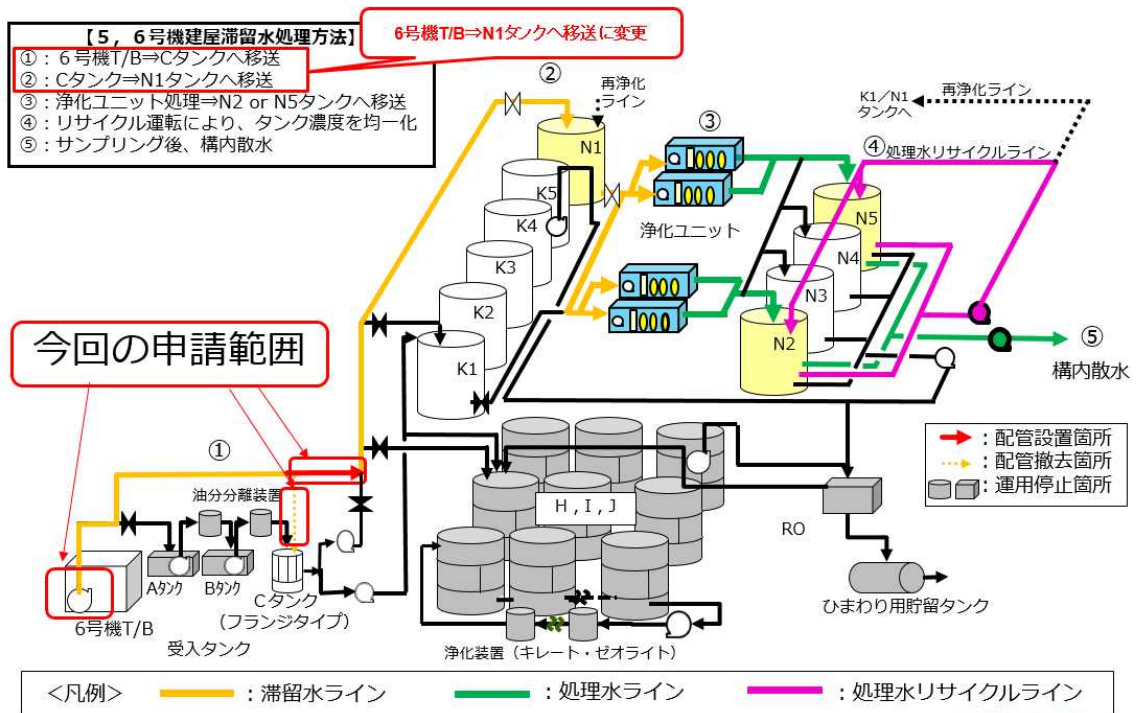 【5, 6号機建屋滞留水処理方法】
①：6号機T/B⇒Cタンクへ移送
②：Cタンク⇒N1タンクへ移送
③：浄化ユニット処理⇒N2 or N5タンクへ移送
④：リサイクル運転により、タンク濃度を均一化
⑤：サンプリング後、構内散水
6号機T/B⇒N1タンクへ移送に変更
②
再浄化
ライン
N1
K5
K4
K3
K2
K1
③
浄化ユニット
K1／N1
タンクへ
再浄化ライン
④処理水リサイクルライン
N5
N4
N3
N2
⑤
構内散水
今回の申請範囲
①
油分分離装置
Aタンク
Bタンク
Cタンク
(フランジタイプ)
6号機T/B
受入タンク
H , I , J
浄化装置（キレート・ゼオライト）
RO
ひまわり用貯留タンク
：配管設置箇所
：配管撤去箇所
：運用停止箇所
＜凡例＞
：滞留水ライン
：処理水ライン
：処理水リサイクルライン